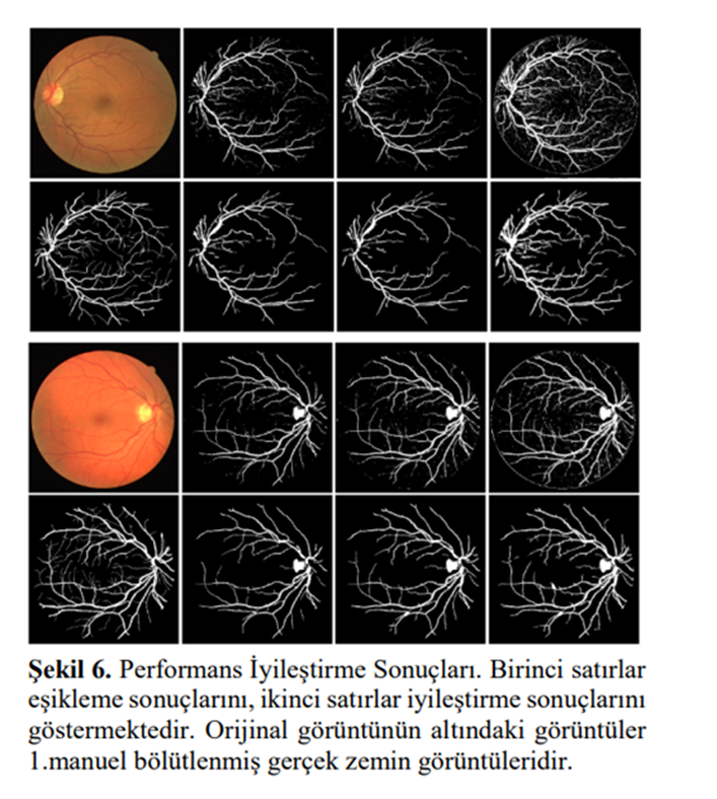 Şekil 6. Performans İyileştirme Sonuçları. Birinci satırlar
eşikleme sonuçlarını, ikinci satırlar iyileştirme sonuçlarını
göstermektedir. Orijinal görüntünün altındaki görüntüler
1.manuel bölütlenmiş gerçek zemin görüntüleridir.